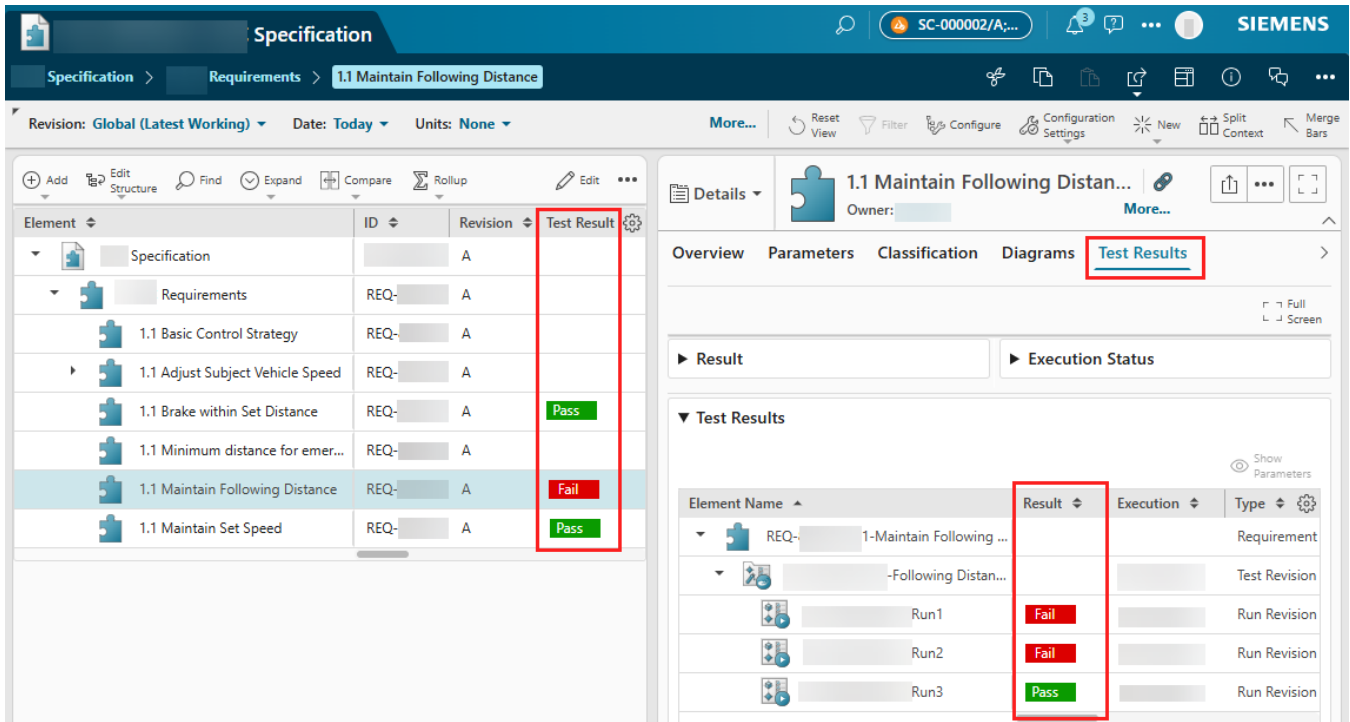 Specification
SC-000002/A;...
3
SIEMENS
Specification > Requirements > 1.1 Maintain Following Distance
Revision: Global (Latest Working) Date: Today Units: None
More...
Reset View
Filter
Configure
Configuration Settings
New
Split Context
Merge Bars
Add
Edit Structure
Find
Expand
Compare
Rollup
Edit
Element ID Revision Test Result
Specification A
Requirements REQ- A
1.1 Basic Control Strategy REQ- A
1.1 Adjust Subject Vehicle Speed REQ- A
1.1 Brake within Set Distance REQ- A Pass
1.1 Minimum distance for emer... REQ- A
1.1 Maintain Following Distance REQ- A Fail
1.1 Maintain Set Speed REQ- A Pass
Details
1.1 Maintain Following Distan...
Owner:
More...
Overview Parameters Classification Diagrams Test Results
Full Screen
Result
Execution Status
Test Results
Show Parameters
Element Name Result Execution Type
REQ- 1-Maintain Following ... Requirement
-Following Distan... Test Revision
Run1 Fail Run Revision
Run2 Fail Run Revision
Run3 Pass Run Revision